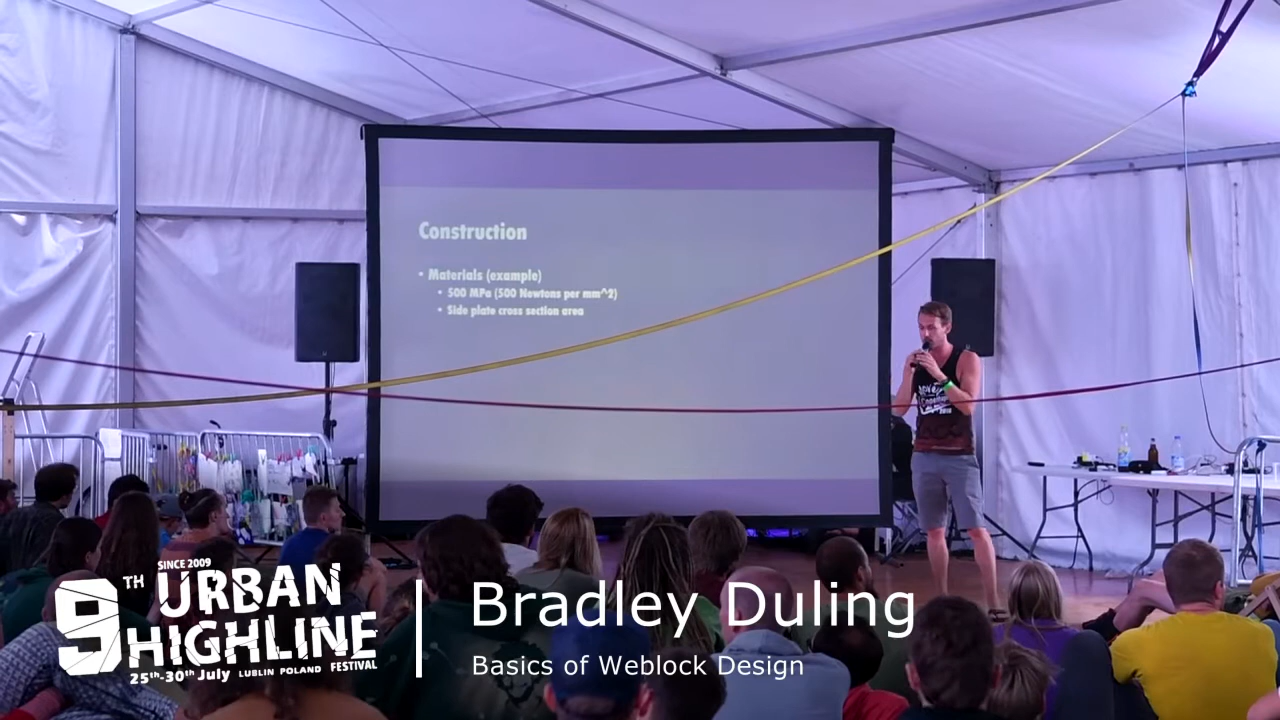 Construction
• Materials (example)
• 500 MPa (500 Newtons per mm^2)
• Side plate cross section area
SINCE 2009
9TH URBAN
HIGHLINE
25th-30th July LUBLIN POLAND FESTIVAL
Bradley Duling
Basics of Weblock Design